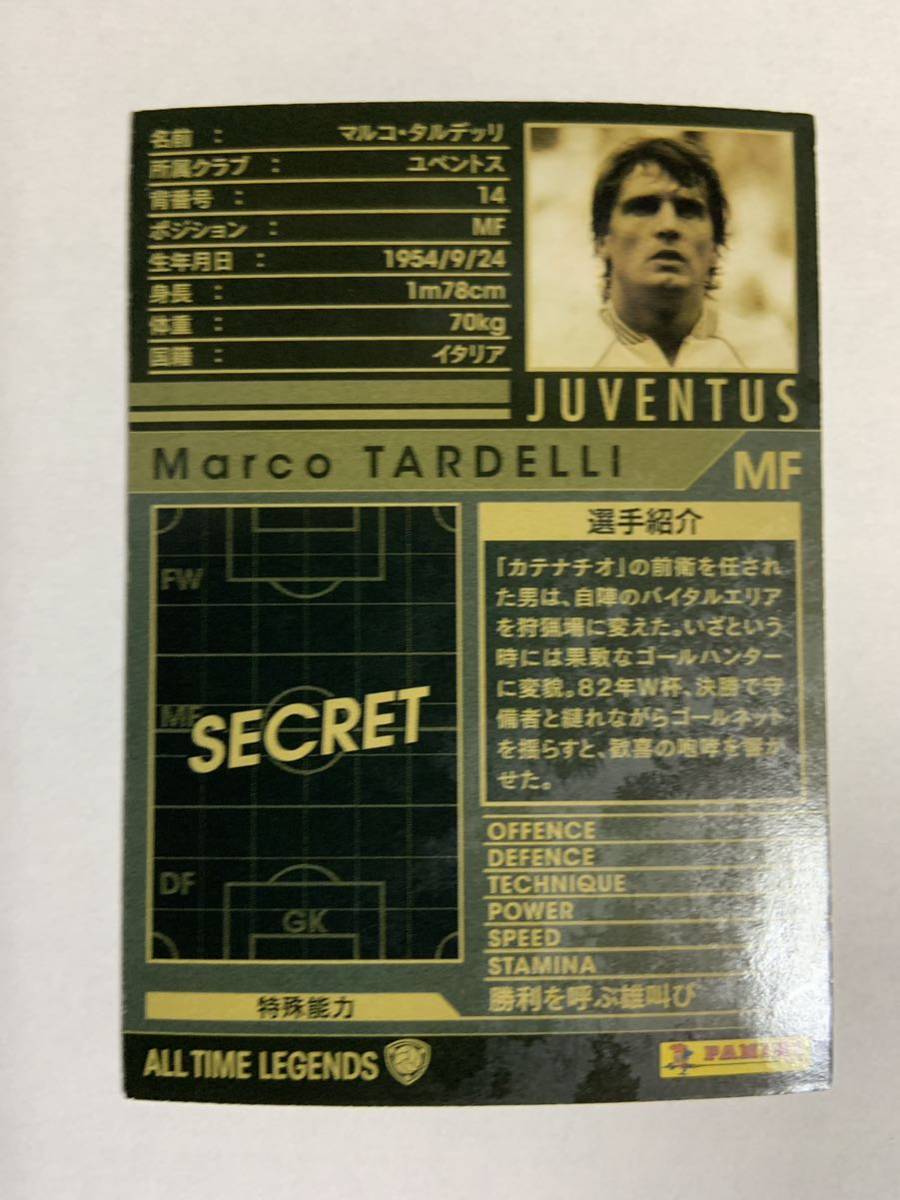 名前 : マルコ・タルデッリ
所属クラブ : ユベントス
背番号 : 14
ポジション : MF
生年月日 : 1954/9/24
身長 : 1m78cm
体重 : 70kg
国籍 : イタリア
JUVENTUS
Marco TARDELLI
MF
FW
MF
SECRET
DF
GK
選手紹介
「カテナチオ」の前衛を任され
た男は、自陣のバイタルエリア
を狩猟場に変えた。いざという
時には果敢なゴールハンター
に変貌。82年W杯、決勝で守
備者と縺れながらゴールネット
を揺らすと、歓喜の咆哮を響か
せた。
OFFENCE
DEFENCE
TECHNIQUE
POWER
SPEED
STAMINA
特殊能力
勝利を呼ぶ雄叫び
ALL TIME LEGENDS
PANINI